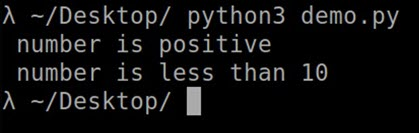 λ ~/Desktop/ python3 demo.py
number is positive
number is less than 10
λ ~/Desktop/